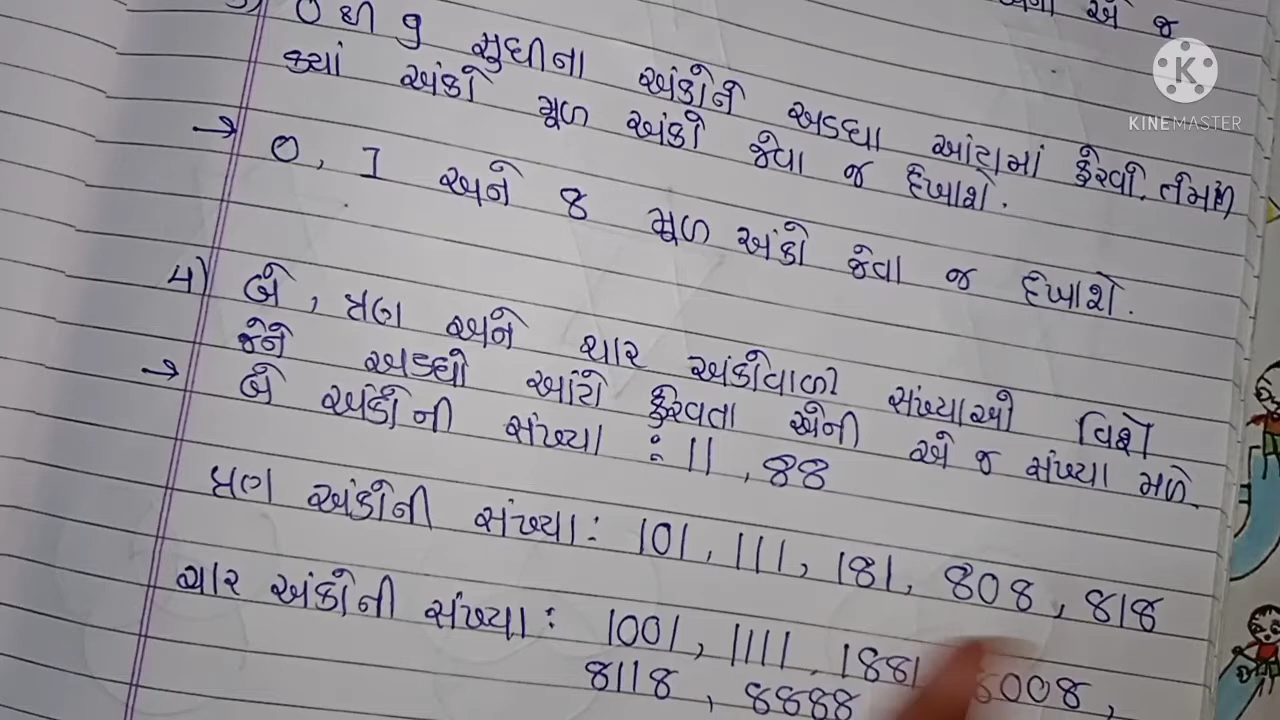 એ જ
0 થી 9 સુધીના અંકોને અડધા આંટામાં ફેરવી.
ક્યાં અંકો મૂળ અંકો જેવા જ દેખાશે.
→ 0, 1 અને 8 મૂળ અંકો જેવા જ દેખાશે.
4) બે, ત્રણ અને ચાર અંકોવાળી સંખ્યાઓ વિશે
જેને અડધો આંટો ફેરવતા એની એ જ સંખ્યા મળે.
→ બે અંકોની સંખ્યા : 11, 88
ત્રણ અંકોની સંખ્યા : 101, 111, 181, 808, 818
ચાર અંકોની સંખ્યા : 1001, 1111, 1881, 8008,
8118, 8888
KINEMASTER